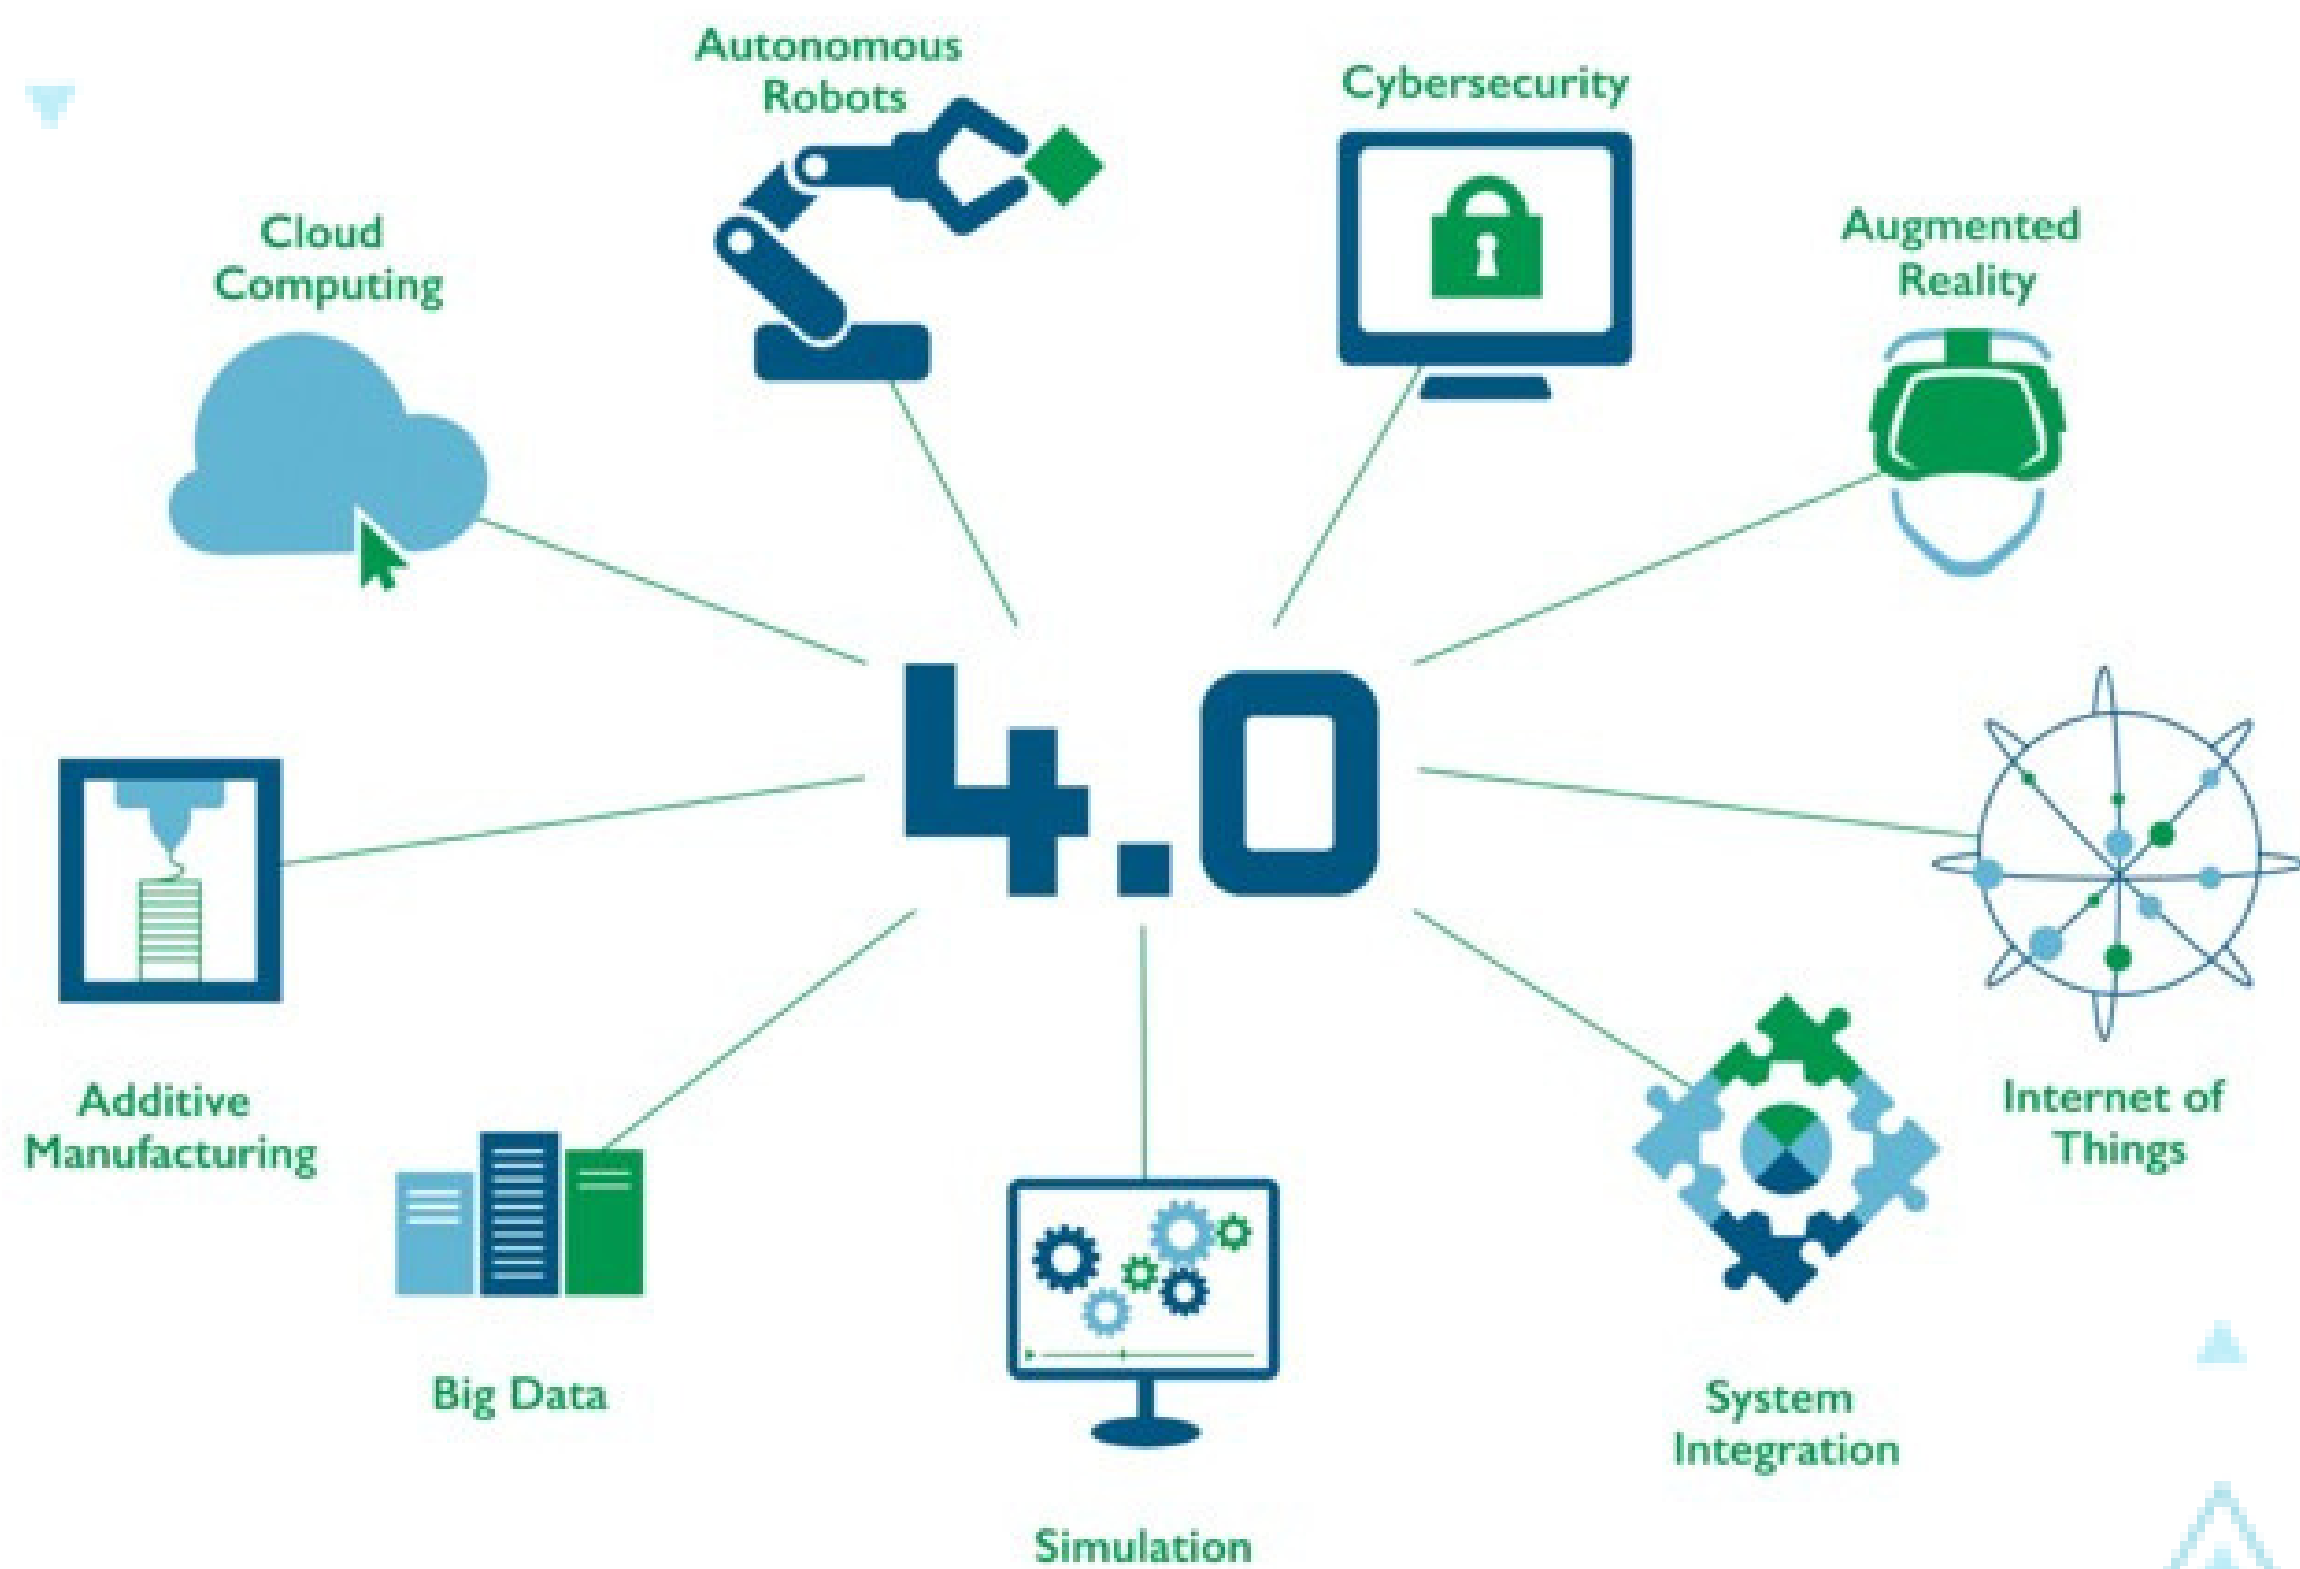 Autonomous
Robots
Cybersecurity
Cloud
Computing
Augmented
Reality
4.0
Additive
Manufacturing
Internet of
Things
Big Data
System
Integration
Simulation